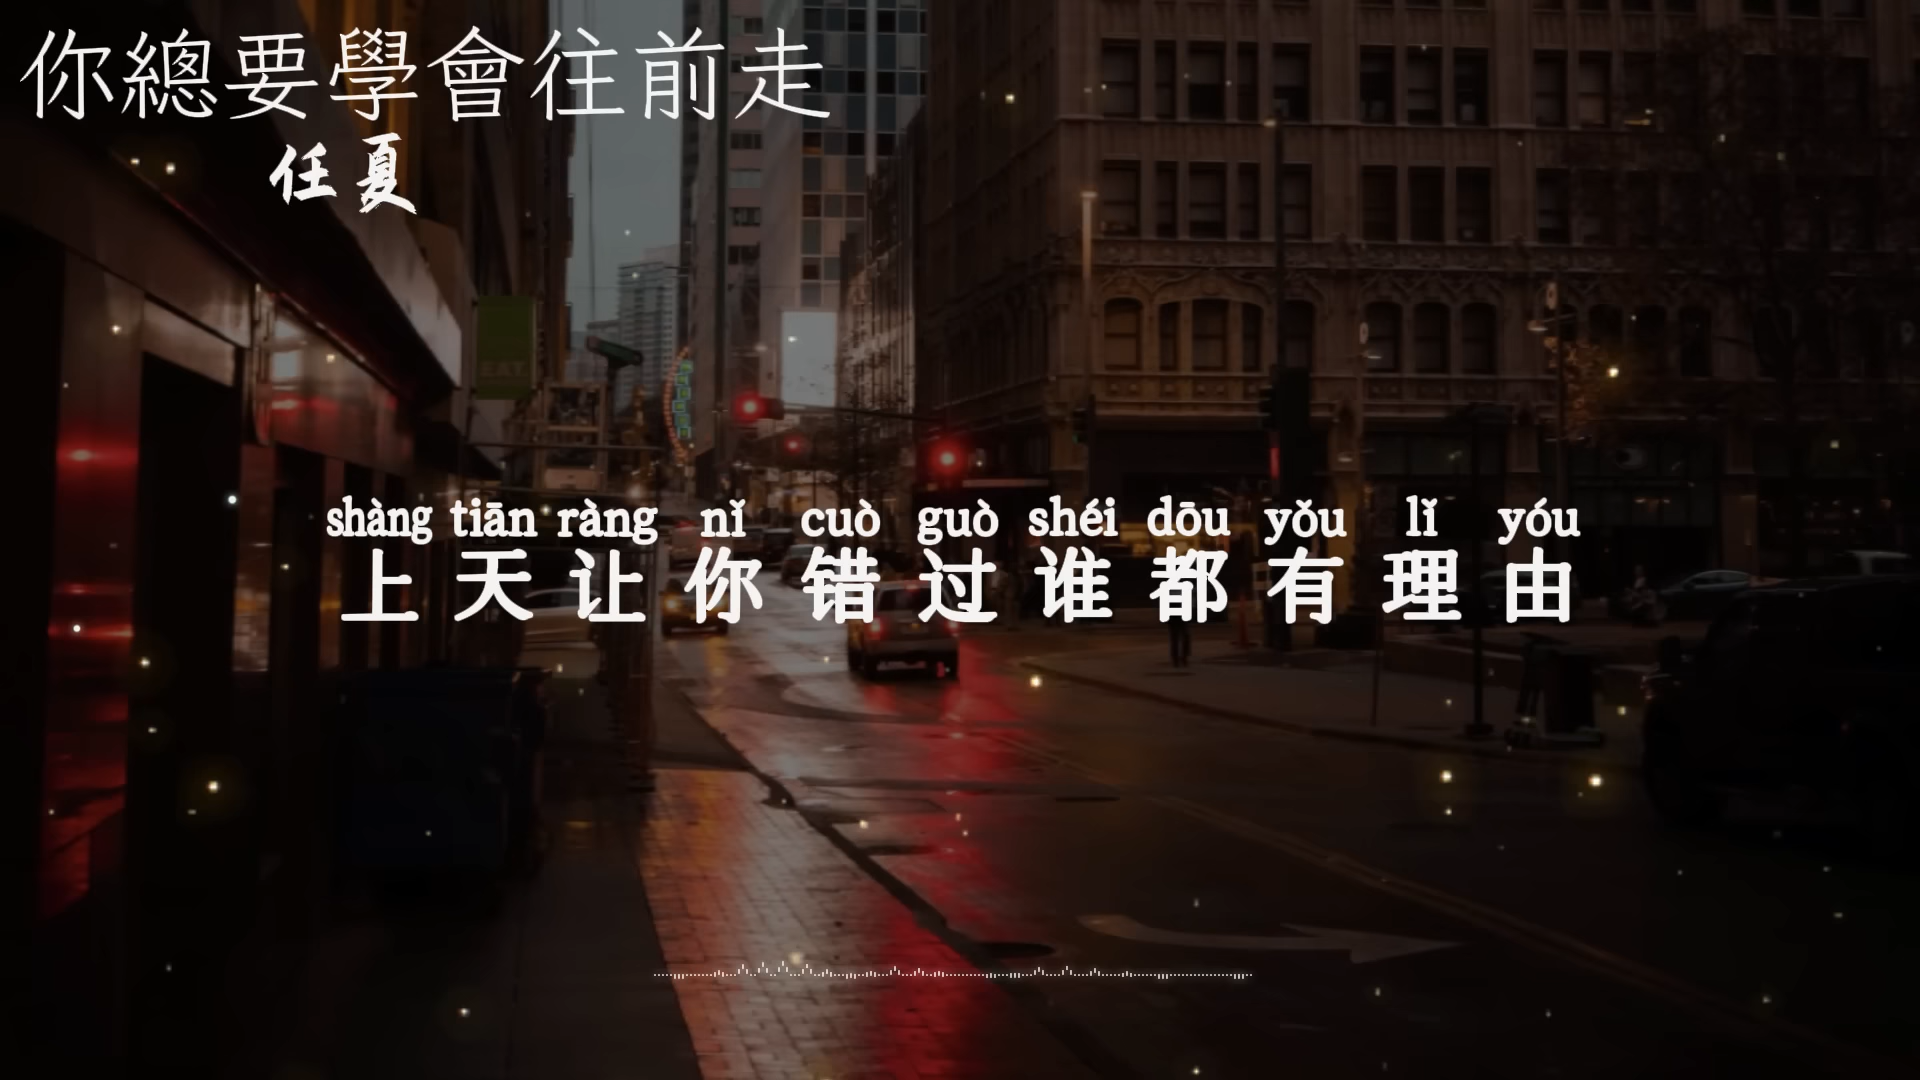 你總要學會往前走
任夏
EAT
shàng tiān ràng nǐ cuò guò shéi dōu yǒu lǐ yóu
上天让你错过谁都有理由